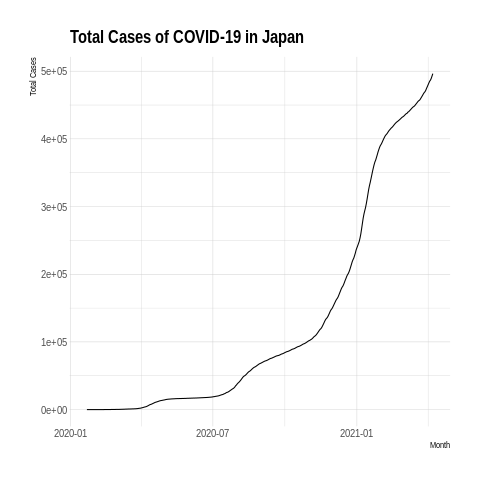 Total Cases of COVID-19 in Japan
Total Cases
5e+05
4e+05
3e+05
2e+05
1e+05
0e+00
2020-01 2020-07 2021-01
Month